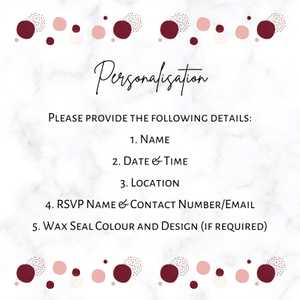 Personalisation
Please provide the following details:
1. Name
2. Date & Time
3. Location
4. RSVP Name & Contact Number/Email
5. Wax Seal Colour and Design (if required)